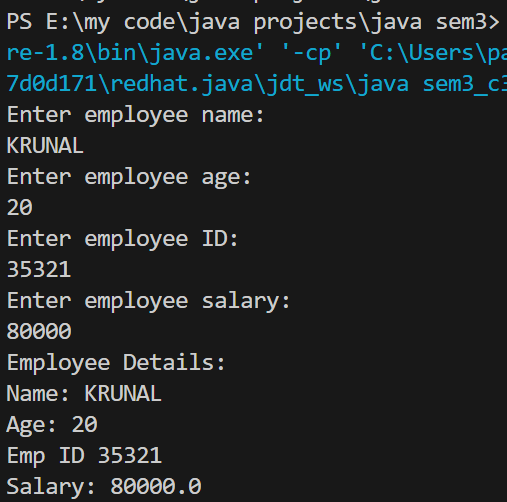 PS E:\my code\java projects\java sem3>
re-1.8\bin\java.exe' '-cp' 'C:\Users\pa
7d0d171\redhat.java\jdt_ws\java sem3_c3
Enter employee name:
KRUNAL
Enter employee age:
20
Enter employee ID:
35321
Enter employee salary:
80000
Employee Details:
Name: KRUNAL
Age: 20
Emp ID 35321
Salary: 80000.0